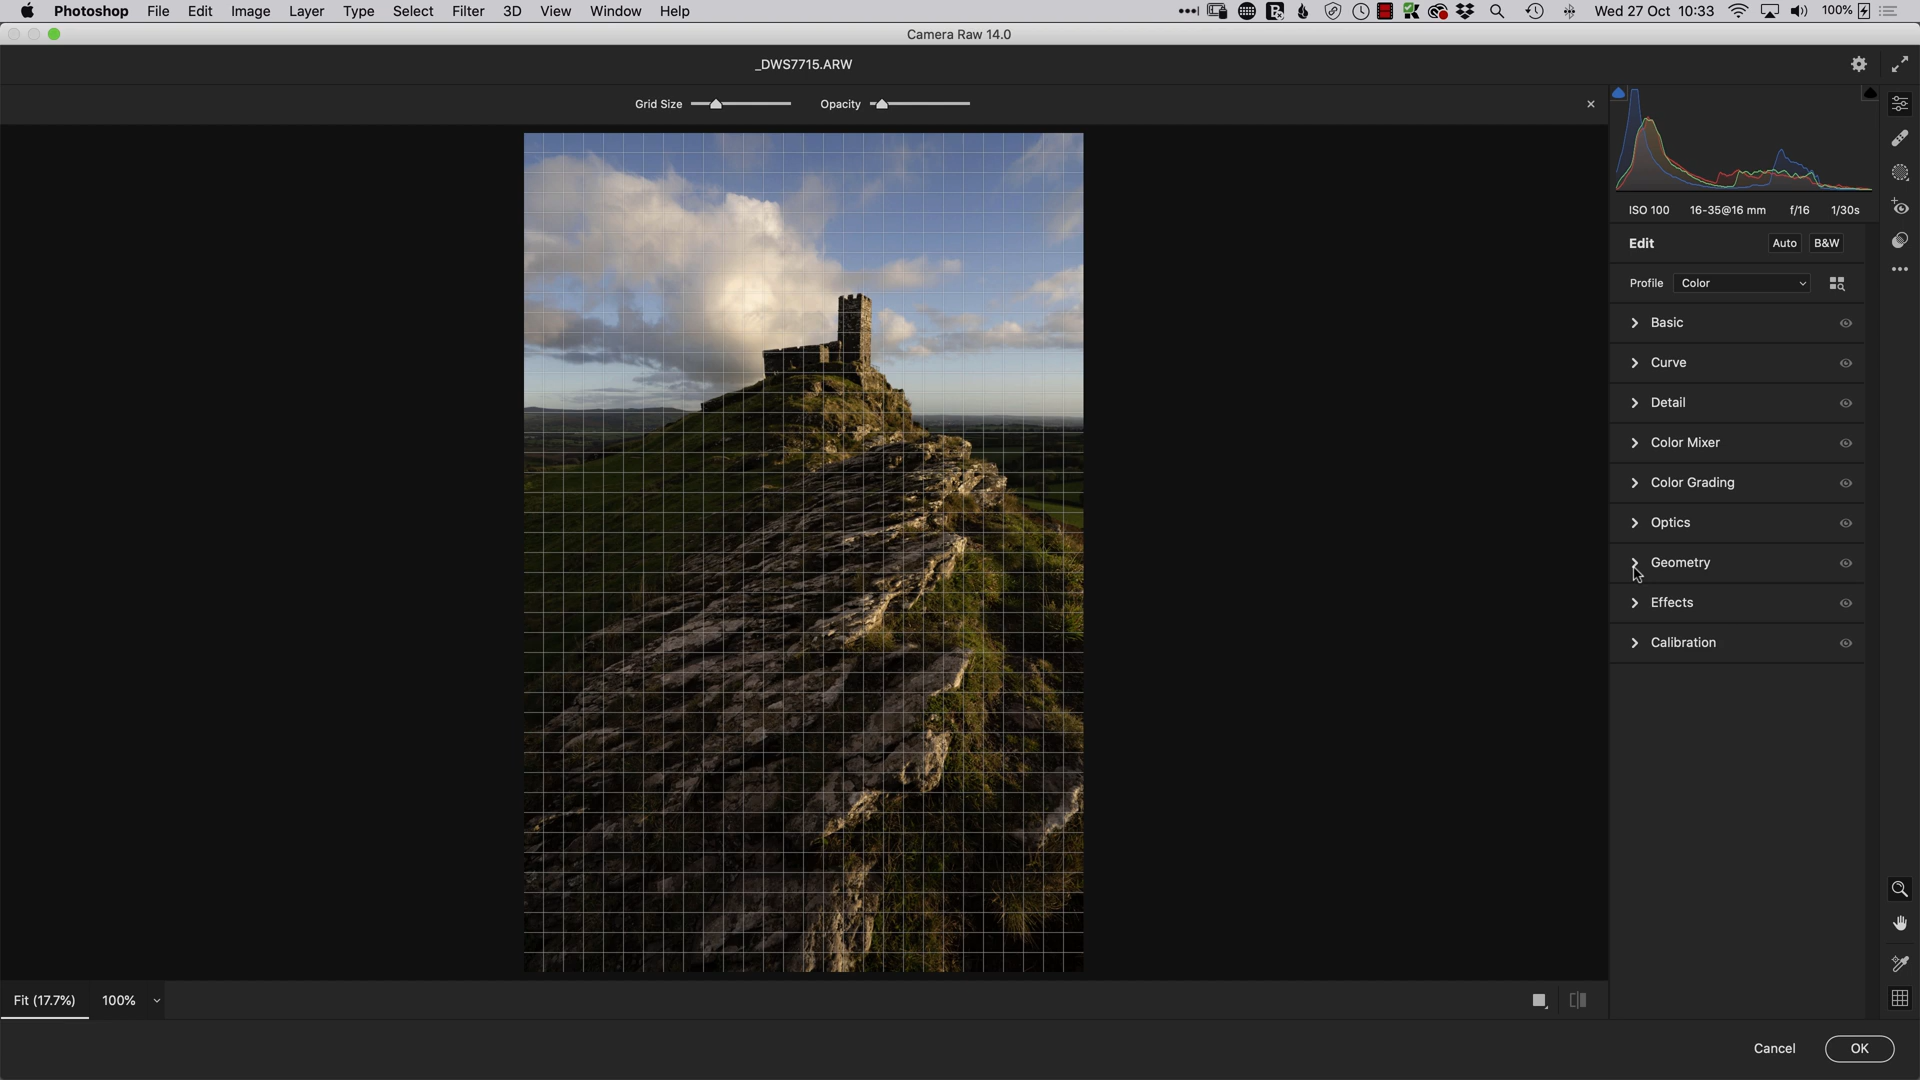 Photoshop File Edit Image Layer Type Select Filter 3D View Window Help Wed 27 Oct 10:33 100%
Camera Raw 14.0
_DWS7715.ARW
Grid Size Opacity
ISO 100 16-35@16 mm f/16 1/30s
Edit Auto B&W
Profile Color
Basic
Curve
Detail
Color Mixer
Color Grading
Optics
Geometry
Effects
Calibration
Fit (17.7%) 100%
Cancel OK